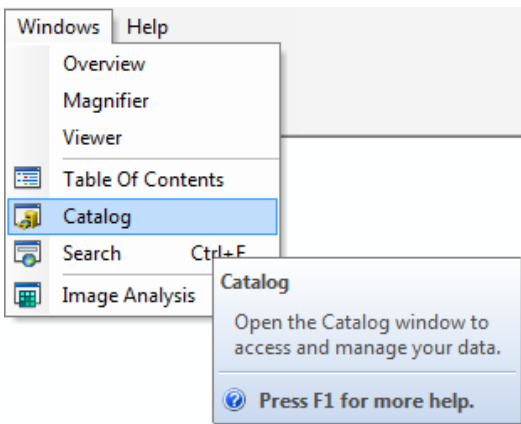 Windows Help
Overview
Magnifier
Viewer
Table Of Contents
Catalog
Search Ctrl+F
Image Analysis
Catalog
Open the Catalog window to
access and manage your data.
Press F1 for more help.